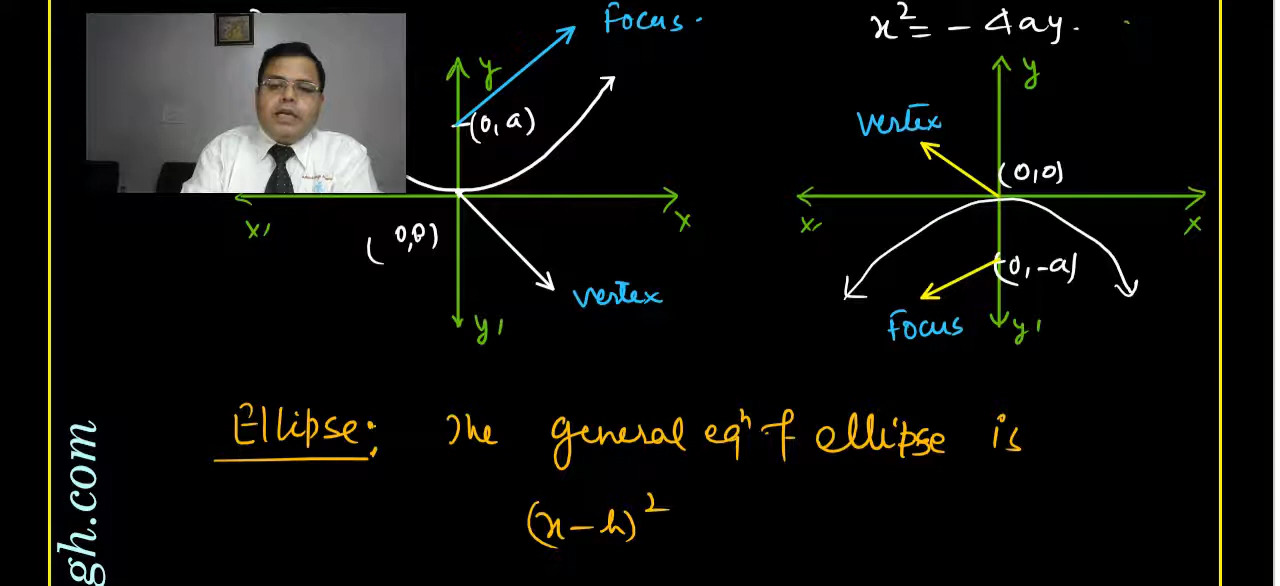 Focus.
x² = - 4ay.
y
y
Vertex
(0, a)
(0,0)
x'
x
x'
x
(0,0)
(0,-a)
Vertex
Focus
y'
y'
Ellipse: The general eqⁿ of ellipse is
(x-h)²
gh.com